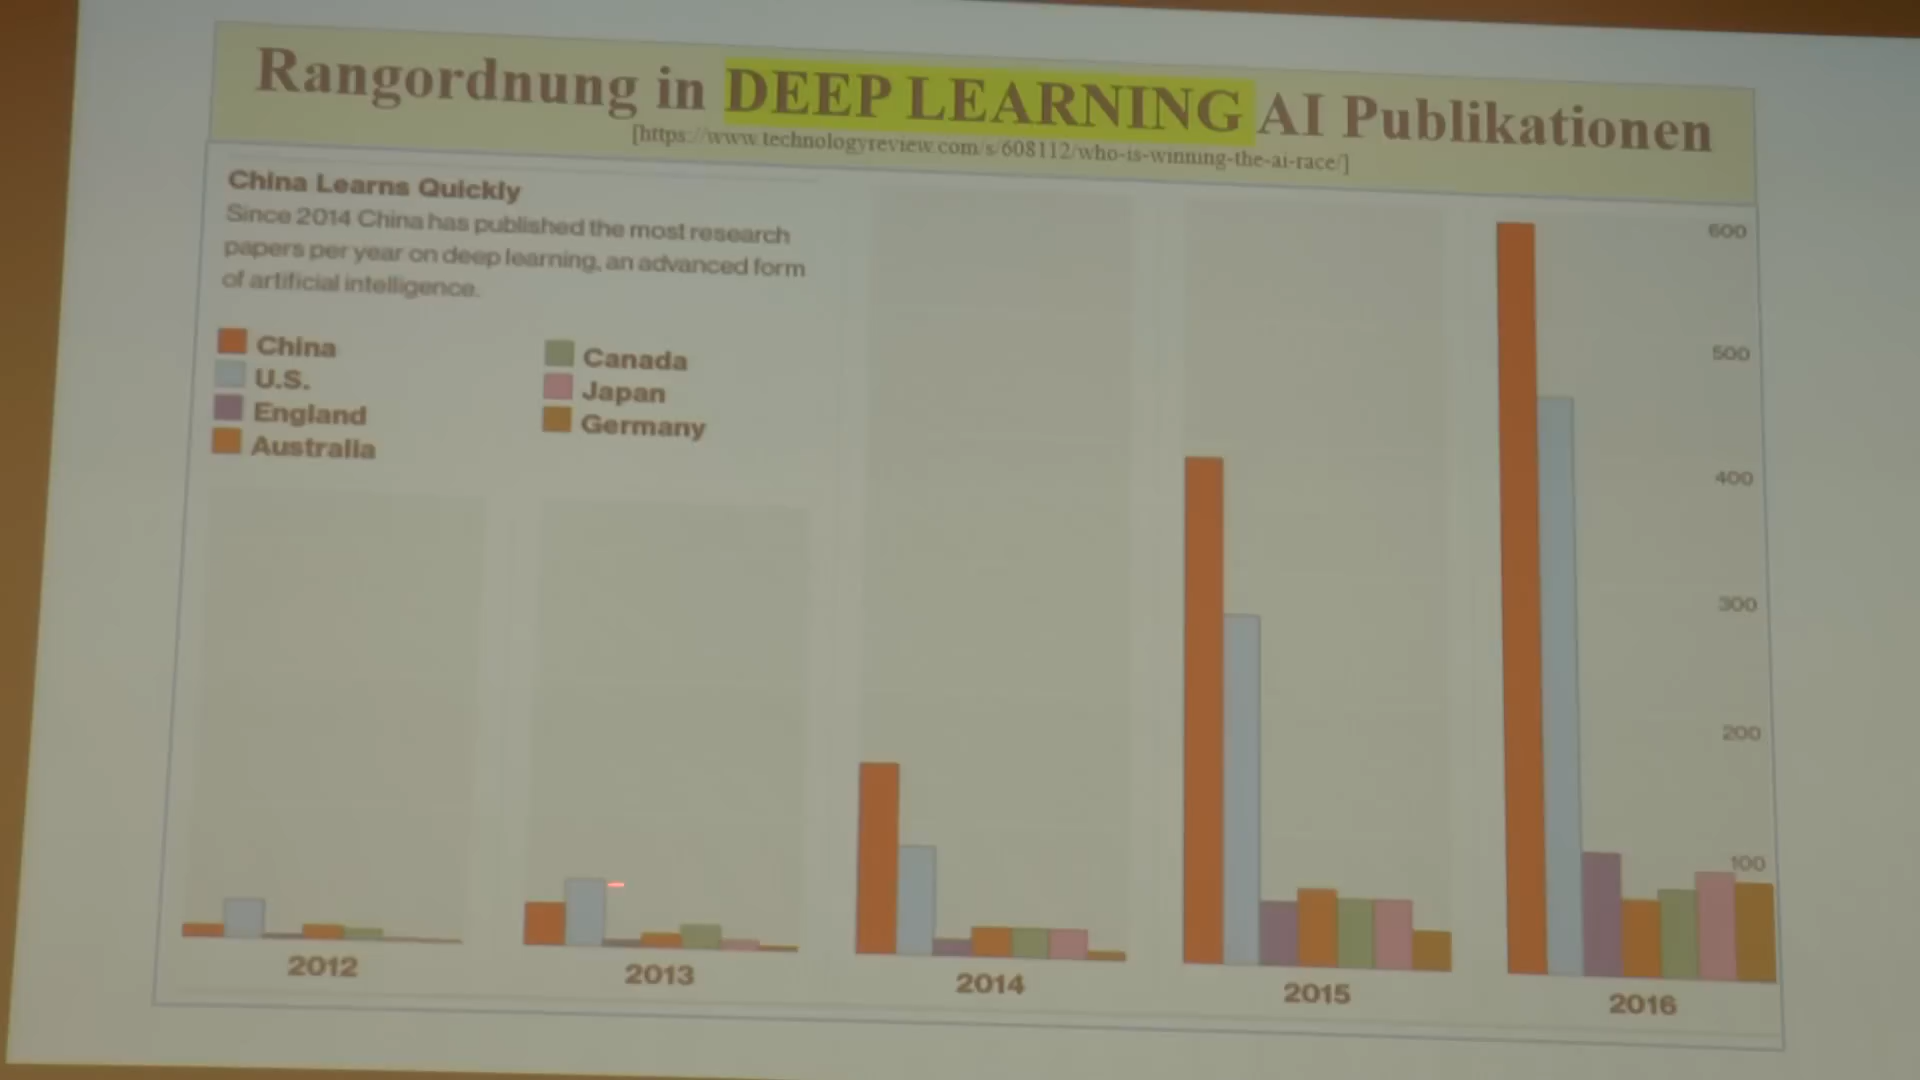 Rangordnung in DEEP LEARNING AI Publikationen
[https://www.technologyreview.com/s/608112/who-is-winning-the-ai-race/]
China Learns Quickly
Since 2014 China has published the most research
papers per year on deep learning, an advanced form
of artificial intelligence.
China
U.S.
England
Australia
Canada
Japan
Germany
600
500
400
300
200
100
2012
2013
2014
2015
2016